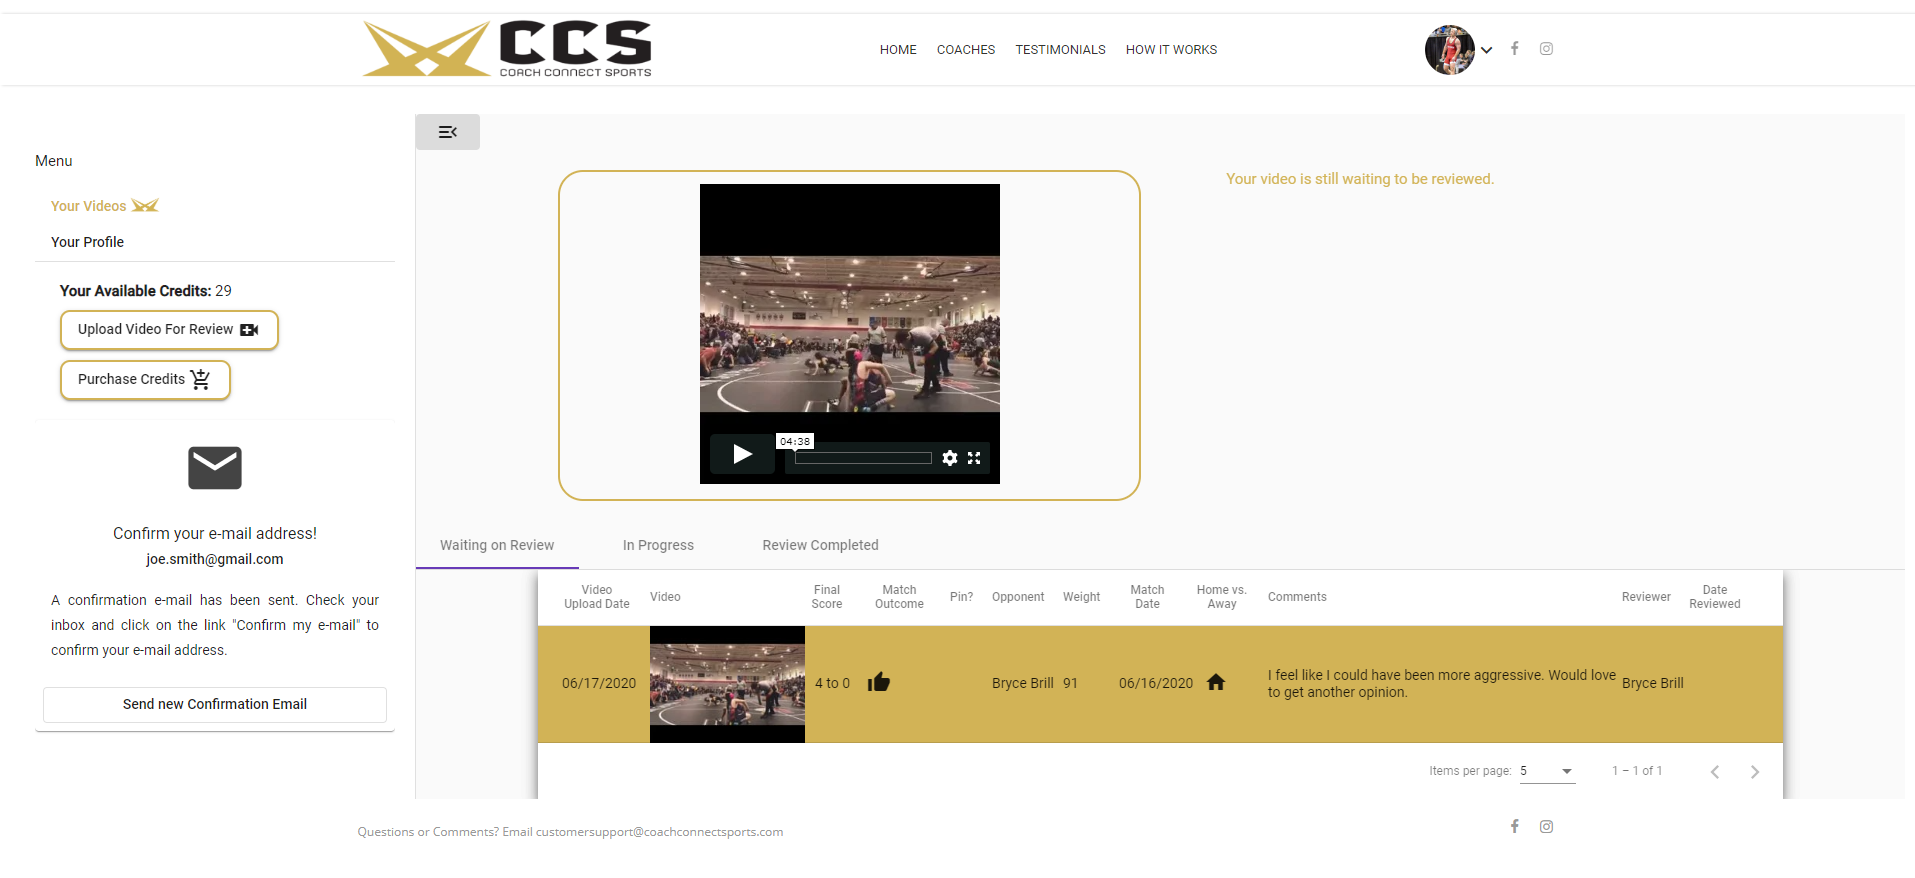 CCS
COACH CONNECT SPORTS
HOME COACHES TESTIMONIALS HOW IT WORKS
Menu
Your Videos
Your Profile
Your Available Credits: 29
Upload Video For Review
Purchase Credits
Confirm your e-mail address!
joe.smith@gmail.com
A confirmation e-mail has been sent. Check your
inbox and click on the link "Confirm my e-mail" to
confirm your e-mail address.
Send new Confirmation Email
Your video is still waiting to be reviewed.
04:38
Waiting on Review In Progress Review Completed
Video Upload Date Video Final Score Match Outcome Pin? Opponent Weight Match Date Home vs. Away Comments Reviewer Date Reviewed
06/17/2020 4 to 0 Bryce Brill 91 06/16/2020 I feel like I could have been more aggressive. Would love to get another opinion. Bryce Brill
Items per page: 5 1 – 1 of 1
Questions or Comments? Email customersupport@coachconnectsports.com